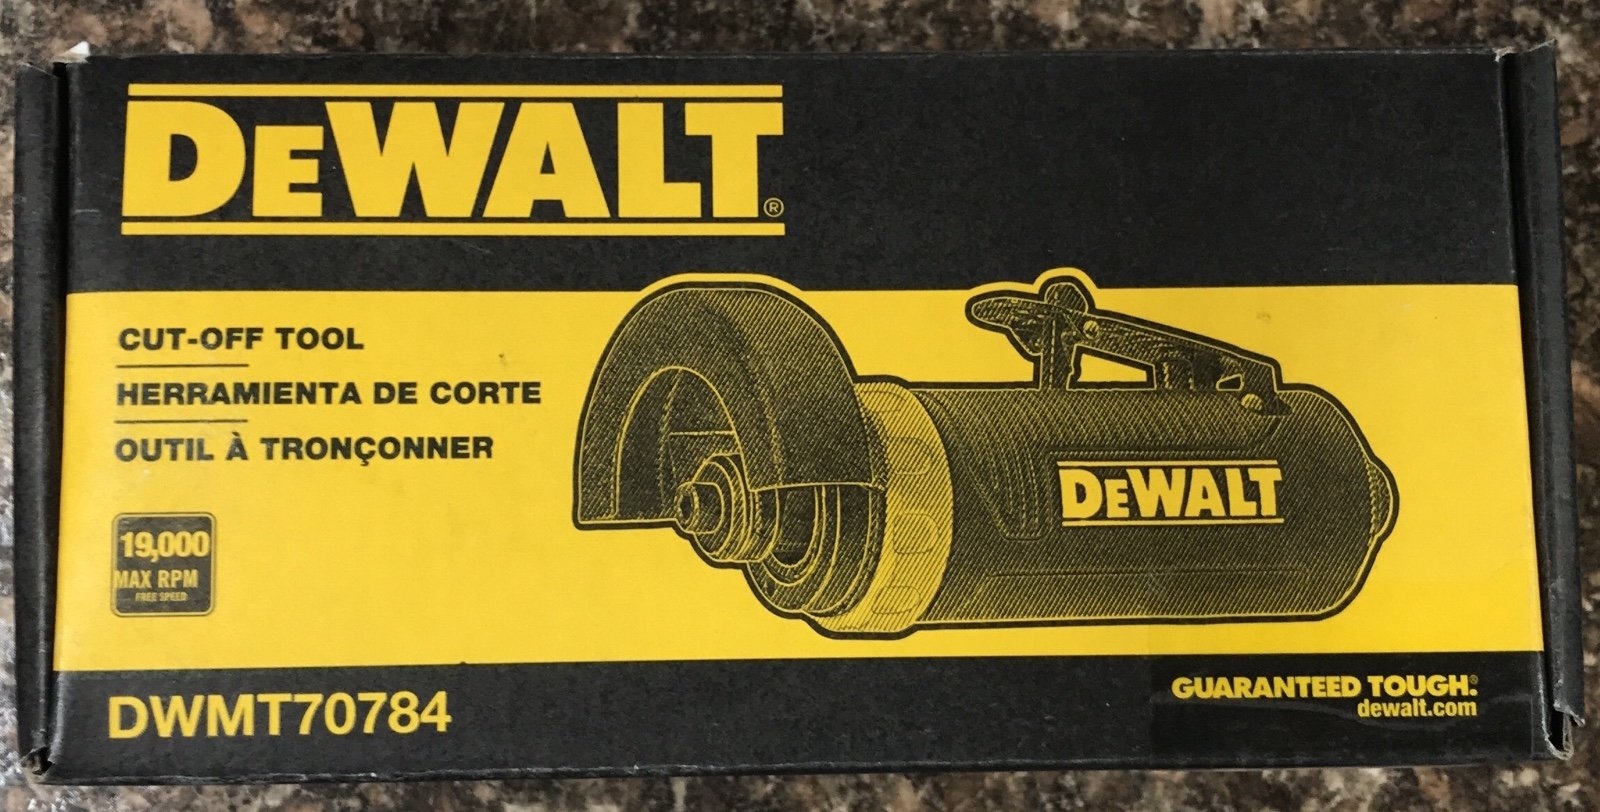 DEWALT®
CUT-OFF TOOL
HERRAMIENTA DE CORTE
OUTIL À TRONÇONNER
19,000
MAX RPM
FREE SPEED
DEWALT
DWMT70784
GUARANTEED TOUGH.®
dewalt.com